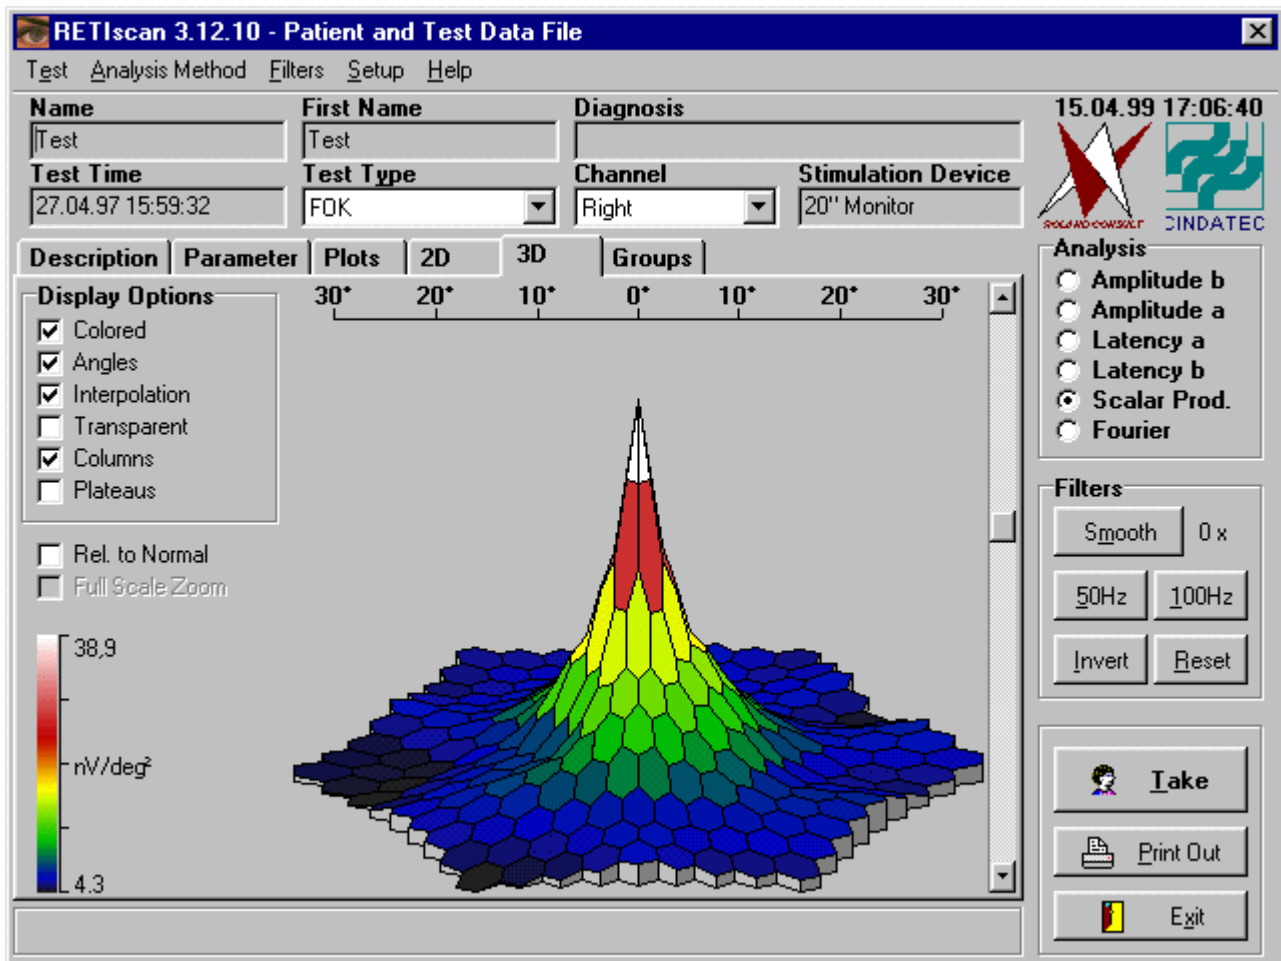 RETIscan 3.12.10 - Patient and Test Data File
Test Analysis Method Filters Setup Help
Name First Name Diagnosis 15.04.99 17:06:40
Test Test
Test Time Test Type Channel Stimulation Device
27.04.97 15:59:32 FOK Right 20" Monitor
ROLAND CONSULT CINDATEC
Description Parameter Plots 2D 3D Groups
Display Options
Colored
Angles
Interpolation
Transparent
Columns
Plateaus
Rel. to Normal
Full Scale Zoom
38,9
nV/deg²
4.3
30° 20° 10° 0° 10° 20° 30°
Analysis
Amplitude b
Amplitude a
Latency a
Latency b
Scalar Prod.
Fourier
Filters
Smooth 0 x
50Hz 100Hz
Invert Reset
Take
Print Out
Exit